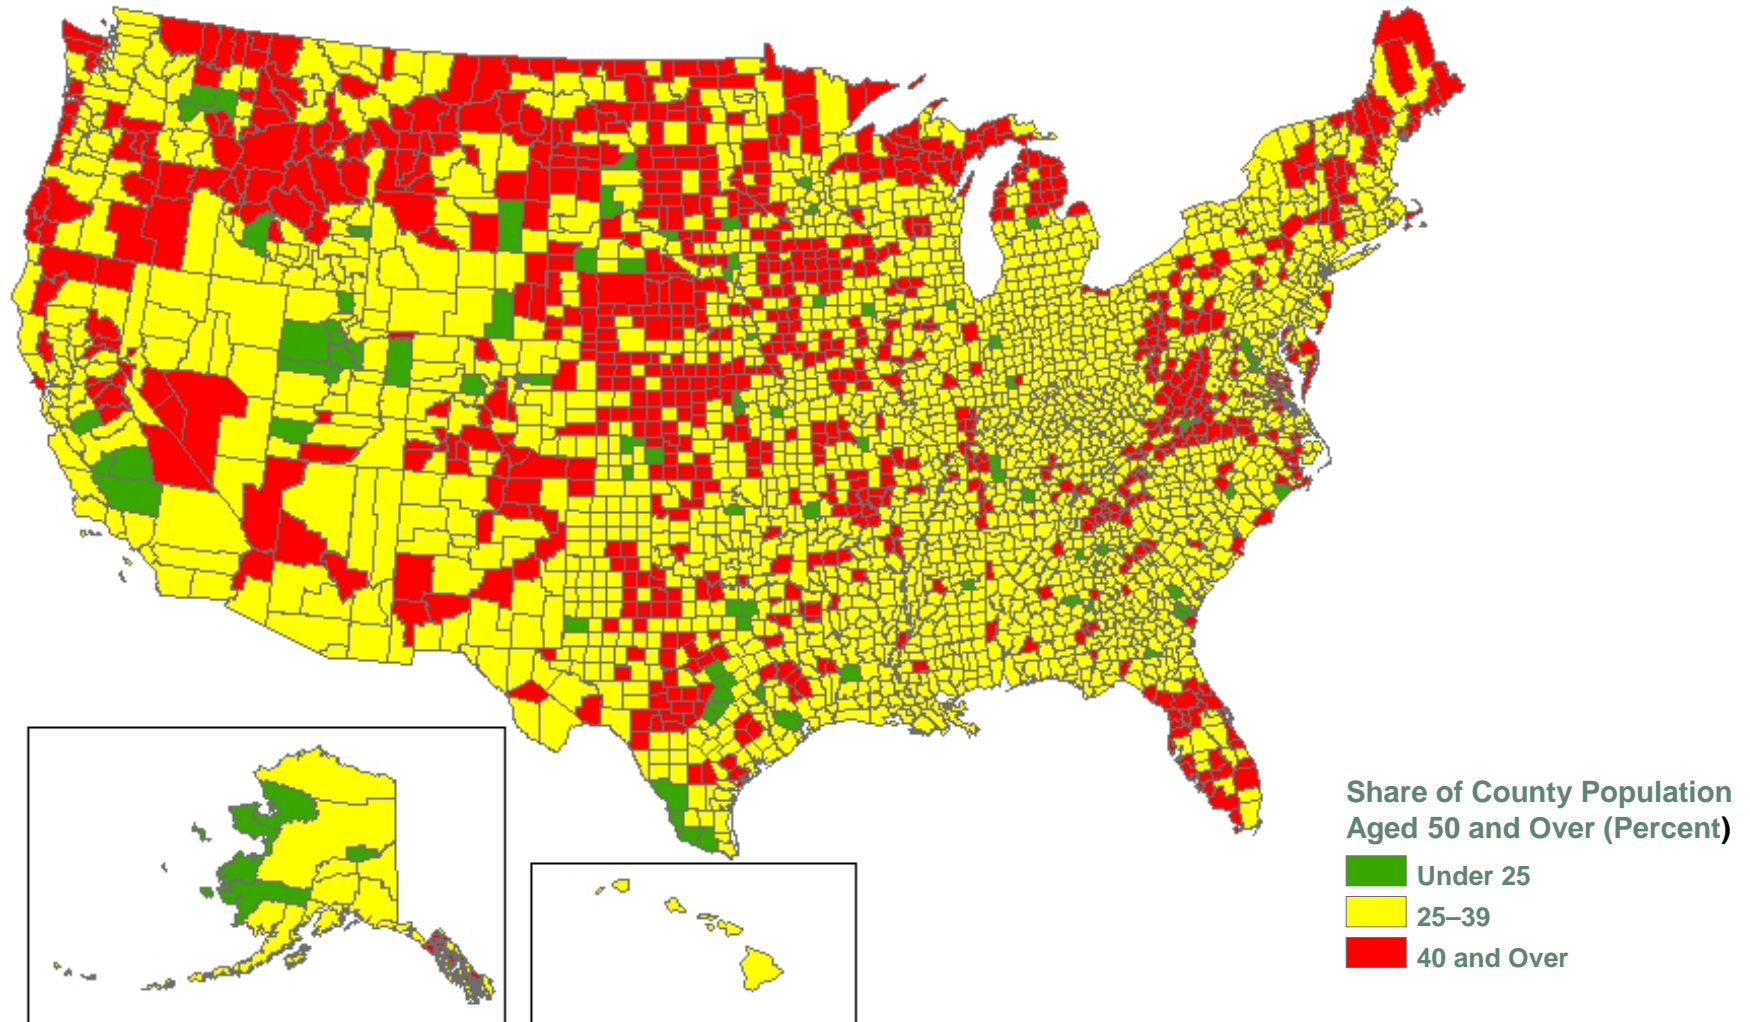 Share of County Population
Aged 50 and Over (Percent)
Under 25
25–39
40 and Over